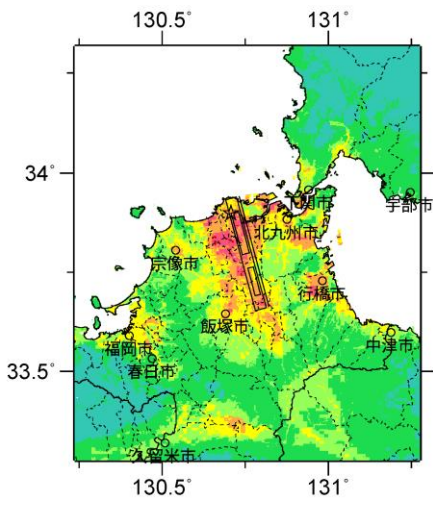 130.5° 131°
34°
下関市
宇部市
北九州市
宗像市
行橋市
飯塚市
福岡市
中津市
33.5°
春日市
久留米市
130.5° 131°